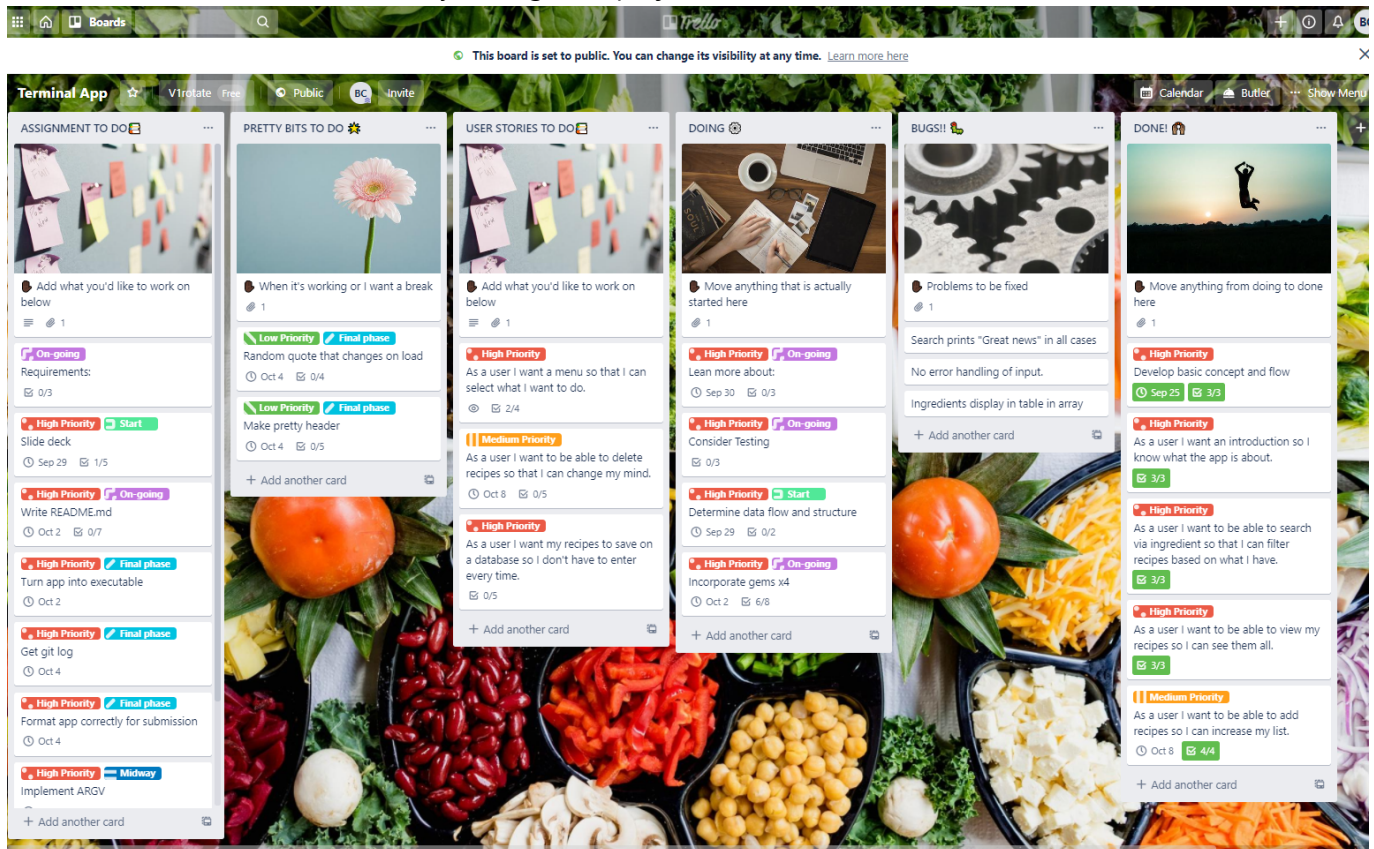 Boards
Trello
BC
This board is set to public. You can change its visibility at any time. Learn more here
Terminal App
V1rotate Free
Public
BC
Invite
Calendar
Butler
Show Menu
ASSIGNMENT TO DO
Add what you'd like to work on
below
1
On-going
Requirements:
0/3
High Priority Start
Slide deck
Sep 29 1/5
High Priority On-going
Write README.md
Oct 2 0/7
High Priority Final phase
Turn app into executable
Oct 2
High Priority Final phase
Get git log
Oct 4
High Priority Final phase
Format app correctly for submission
Oct 4
High Priority Midway
Implement ARGV
+ Add another card
PRETTY BITS TO DO
When it's working or I want a break
1
Low Priority Final phase
Random quote that changes on load
Oct 4 0/4
Low Priority Final phase
Make pretty header
Oct 4 0/5
+ Add another card
USER STORIES TO DO
Add what you'd like to work on
below
1
High Priority
As a user I want a menu so that I can
select what I want to do.
2/4
Medium Priority
As a user I want to be able to delete
recipes so that I can change my mind.
Oct 8 0/5
High Priority
As a user I want my recipes to save on
a database so I don't have to enter
every time.
0/5
+ Add another card
DOING
Move anything that is actually
started here
1
High Priority On-going
Lean more about:
Sep 30 0/3
High Priority On-going
Consider Testing
0/3
High Priority Start
Determine data flow and structure
Sep 29 0/2
High Priority On-going
Incorporate gems x4
Oct 2 6/8
+ Add another card
BUGS!!
Problems to be fixed
1
Search prints "Great news" in all cases
No error handling of input.
Ingredients display in table in array
+ Add another card
DONE!
Move anything from doing to done
here
1
High Priority
Develop basic concept and flow
Sep 25 3/3
High Priority
As a user I want an introduction so I
know what the app is about.
3/3
High Priority
As a user I want to be able to search
via ingredient so that I can filter
recipes based on what I have.
3/3
High Priority
As a user I want to be able to view my
recipes so I can see them all.
3/3
Medium Priority
As a user I want to be able to add
recipes so I can increase my list.
Oct 8 4/4
+ Add another card